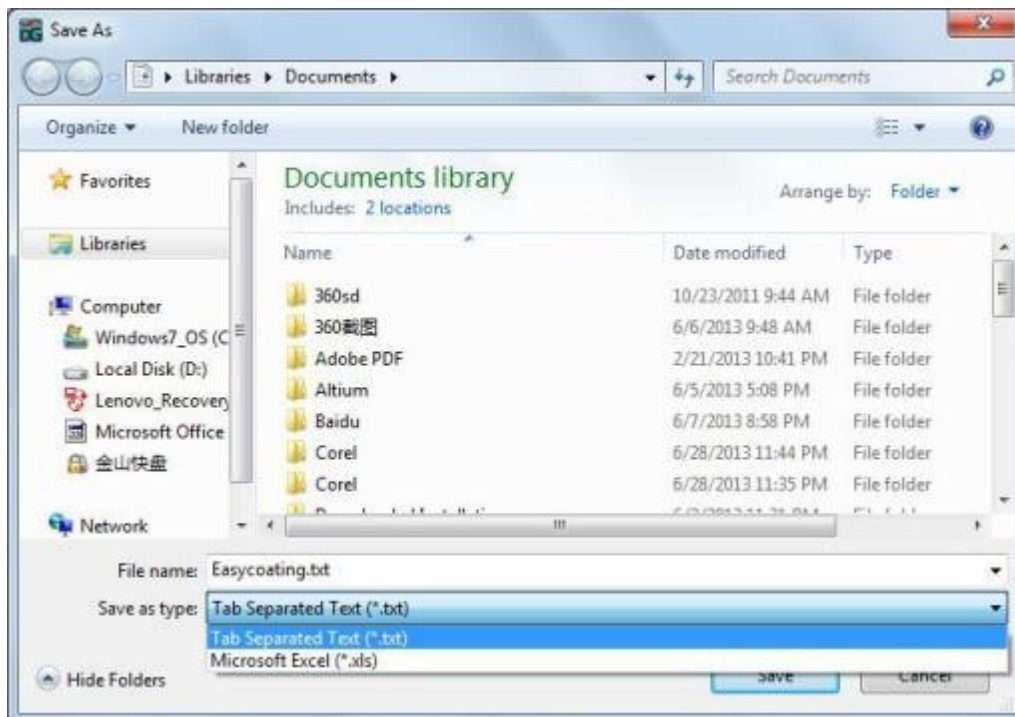 Save As
Libraries Documents Search Documents
Organize New folder
Favorites
Libraries
Computer
Windows7_OS (C
Local Disk (D:)
Lenovo_Recovery
Microsoft Office
金山快盘
Network
Documents library
Includes: 2 locations
Arrange by: Folder
Name Date modified Type
360sd 10/23/2011 9:44 AM File folder
360截图 6/6/2013 9:48 AM File folder
Adobe PDF 2/21/2013 10:41 PM File folder
Altium 6/5/2013 5:08 PM File folder
Baidu 6/7/2013 8:58 PM File folder
Corel 6/28/2013 11:44 PM File folder
Corel 6/28/2013 11:35 PM File folder
File name: Easycoating.txt
Save as type: Tab Separated Text (*.txt)
Tab Separated Text (*.txt)
Microsoft Excel (*.xls)
Hide Folders Save Cancel